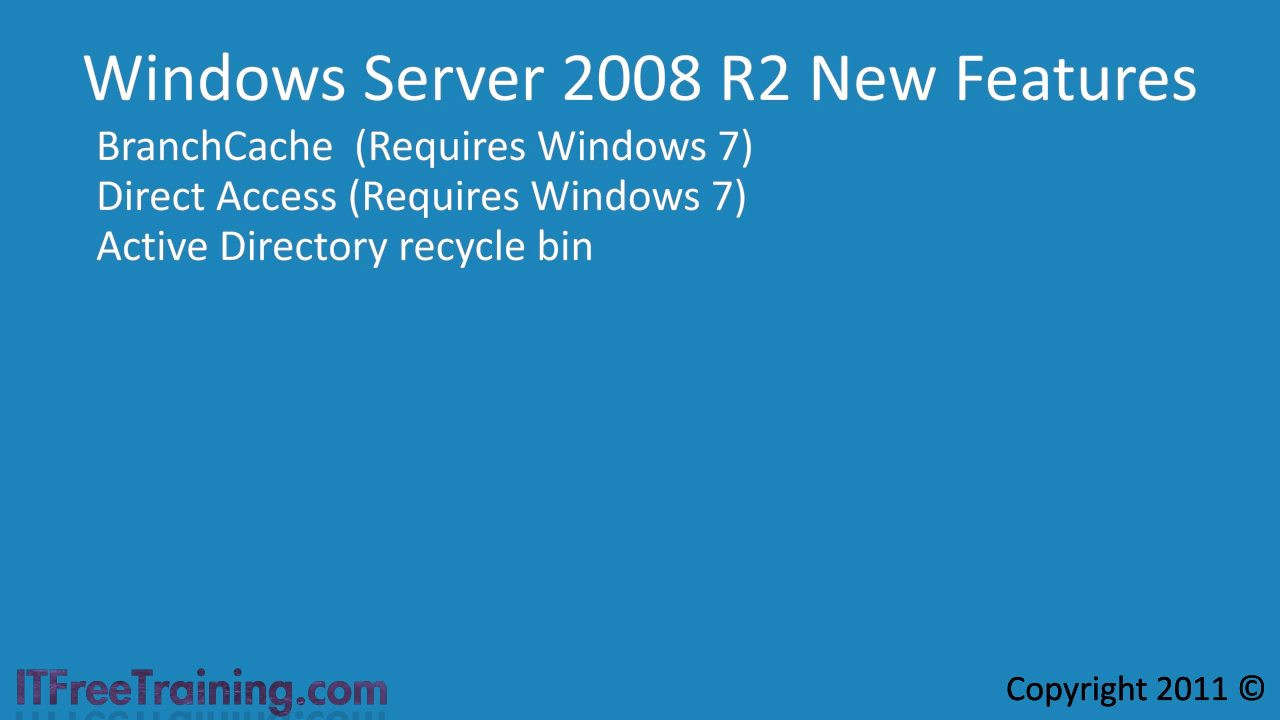 Windows Server 2008 R2 New Features
BranchCache  (Requires Windows 7)
Direct Access (Requires Windows 7)
Active Directory recycle bin
ITFreeTraining.com
Copyright 2011 ©